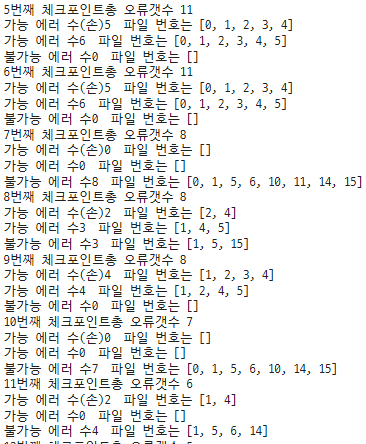 5번째 체크포인트총 오류갯수 11
가능 에러 수(손)5  파일 번호는 [0, 1, 2, 3, 4]
가능 에러 수6  파일 번호는 [0, 1, 2, 3, 4, 5]
불가능 에러 수0  파일 번호는 []
6번째 체크포인트총 오류갯수 11
가능 에러 수(손)5  파일 번호는 [0, 1, 2, 3, 4]
가능 에러 수6  파일 번호는 [0, 1, 2, 3, 4, 5]
불가능 에러 수0  파일 번호는 []
7번째 체크포인트총 오류갯수 8
가능 에러 수(손)0  파일 번호는 []
가능 에러 수0  파일 번호는 []
불가능 에러 수8  파일 번호는 [0, 1, 5, 6, 10, 11, 14, 15]
8번째 체크포인트총 오류갯수 8
가능 에러 수(손)2  파일 번호는 [2, 4]
가능 에러 수3  파일 번호는 [1, 4, 5]
불가능 에러 수3  파일 번호는 [1, 5, 15]
9번째 체크포인트총 오류갯수 8
가능 에러 수(손)4  파일 번호는 [1, 2, 3, 4]
가능 에러 수4  파일 번호는 [1, 2, 4, 5]
불가능 에러 수0  파일 번호는 []
10번째 체크포인트총 오류갯수 7
가능 에러 수(손)0  파일 번호는 []
가능 에러 수0  파일 번호는 []
불가능 에러 수7  파일 번호는 [0, 1, 5, 6, 10, 14, 15]
11번째 체크포인트총 오류갯수 6
가능 에러 수(손)2  파일 번호는 [1, 4]
가능 에러 수0  파일 번호는 []
불가능 에러 수4  파일 번호는 [1, 5, 6, 14]